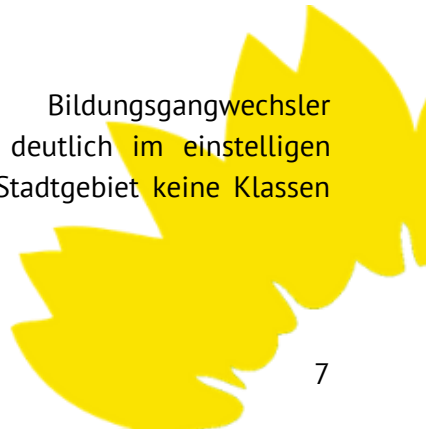 Bildungsgangwechsler
deutlich im einstelligen
Stadtgebiet keine Klassen
7